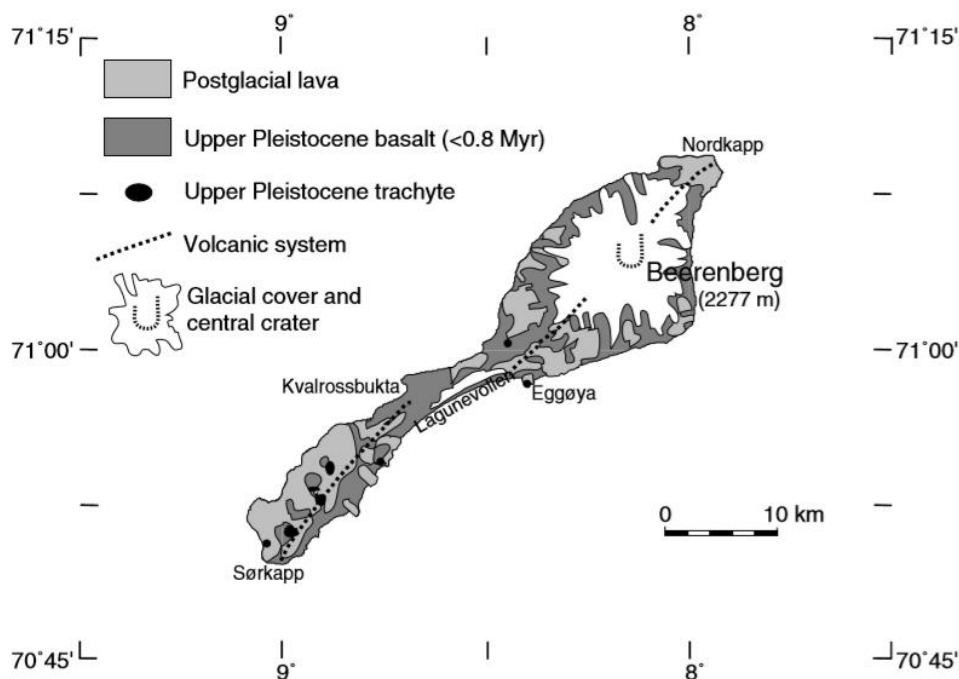 9°
8°
71°15'
71°15'
Postglacial lava
Upper Pleistocene basalt (<0.8 Myr)
Nordkapp
Upper Pleistocene trachyte
Volcanic system
Beerenberg
(2277 m)
Glacial cover and
central crater
71°00'
71°00'
Kvalrossbukta
Lagunevollen
Eggøya
0
10 km
Sørkapp
70°45'
70°45'
9°
8°